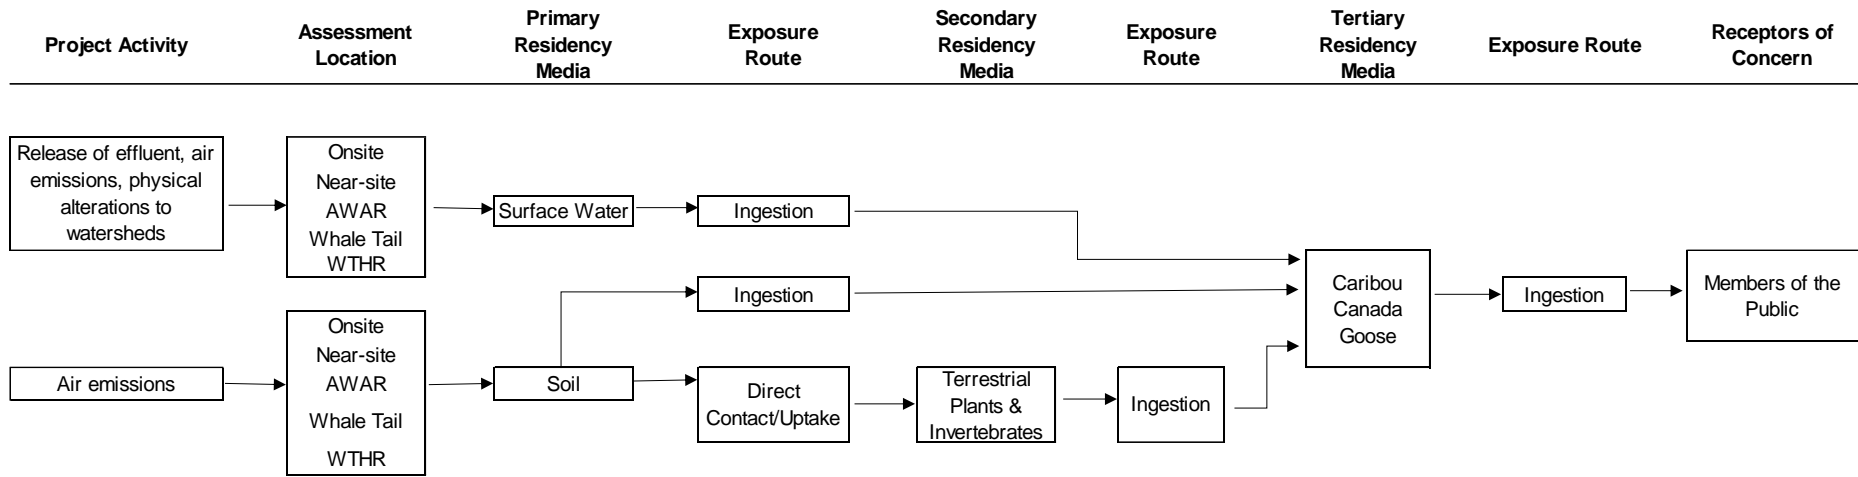 Project Activity
Assessment
Location
Primary
Residency
Media
Exposure
Route
Secondary
Residency
Media
Exposure
Route
Tertiary
Residency
Media
Exposure Route
Receptors of
Concern
Release of effluent, air
emissions, physical
alterations to
watersheds
Onsite
Near-site
AWAR
Whale Tail
WTHR
Surface Water
Ingestion
Ingestion
Caribou
Canada
Goose
Ingestion
Members of the
Public
Air emissions
Onsite
Near-site
AWAR
Whale Tail
WTHR
Soil
Direct
Contact/Uptake
Terrestrial
Plants &
Invertebrates
Ingestion